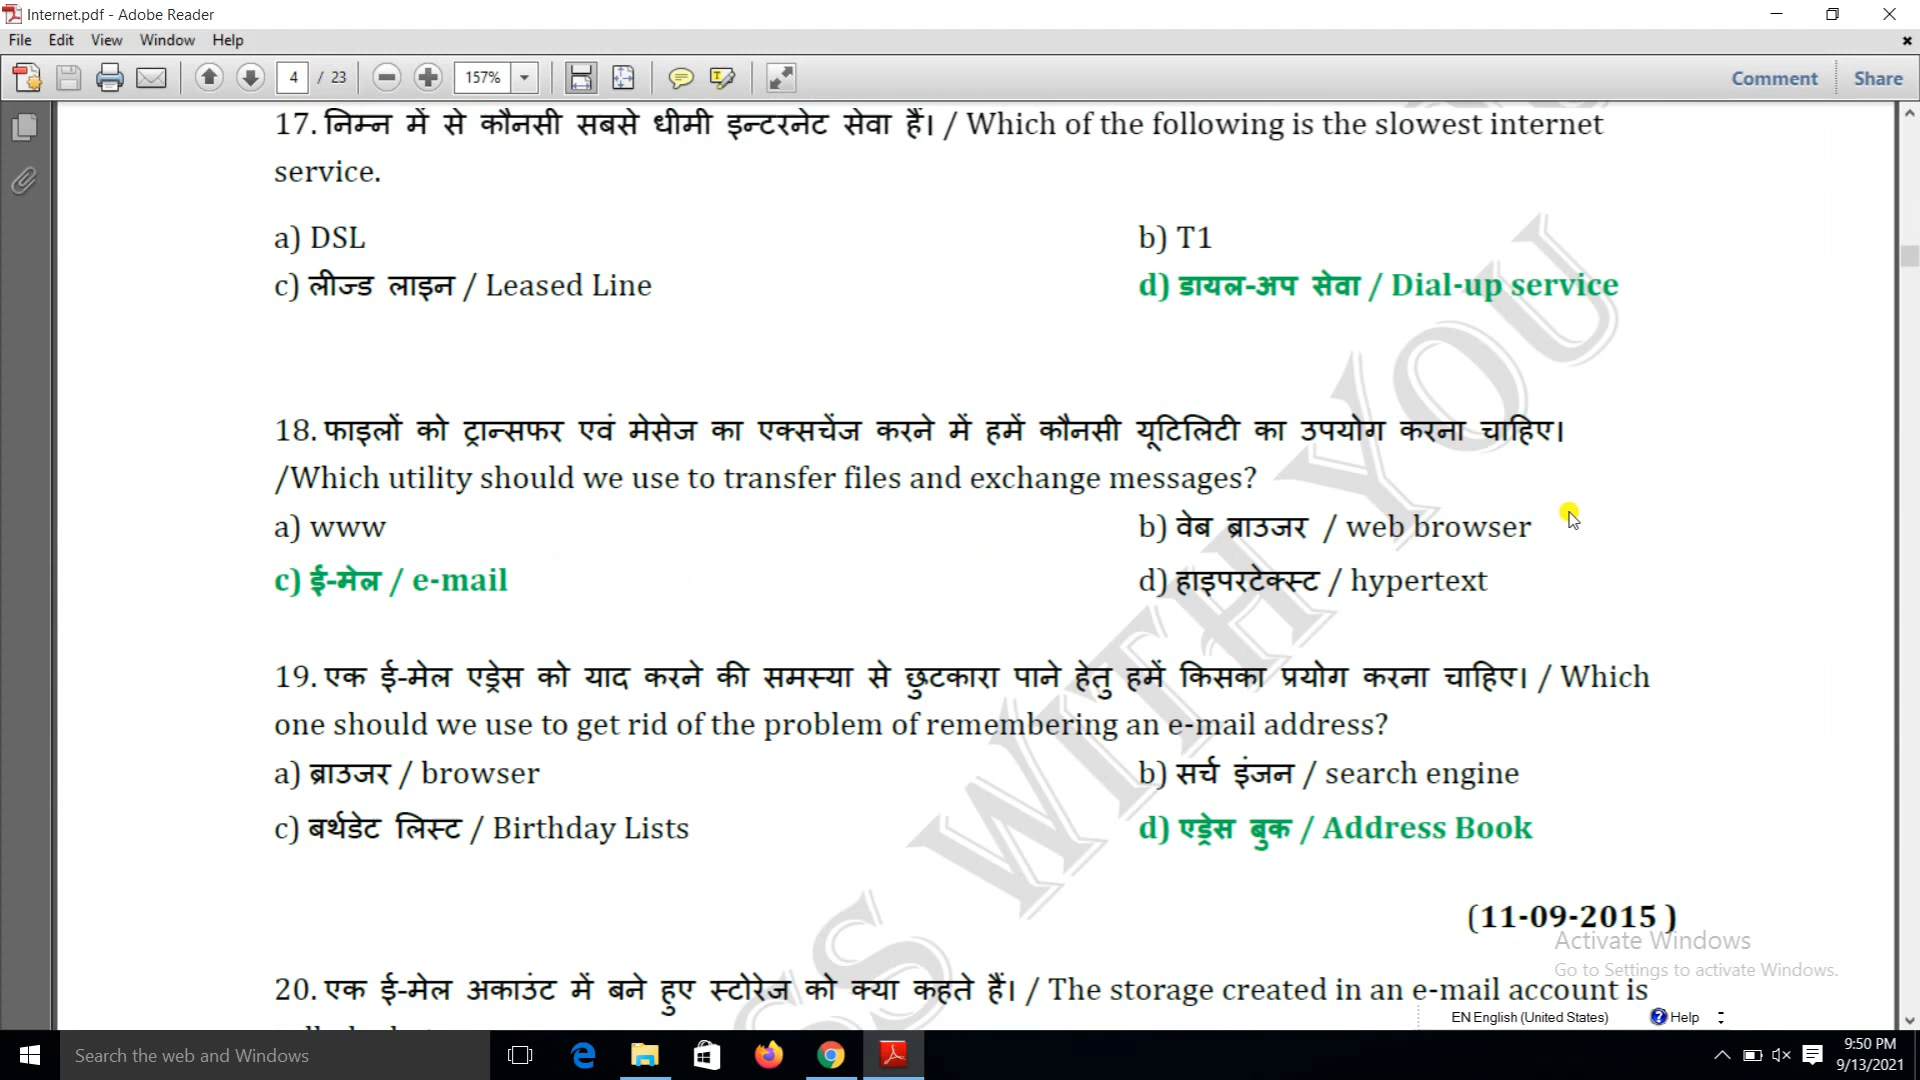 Internet.pdf - Adobe Reader
File Edit View Window Help
4 / 23 157% Comment Share
17. निम्न में से कौनसी सबसे धीमी इन्टरनेट सेवा हैं। / Which of the following is the slowest internet
service.
a) DSL b) T1
c) लीज्ड लाइन / Leased Line d) डायल-अप सेवा / Dial-up service
18. फाइलों को ट्रान्सफर एवं मेसेज का एक्सचेंज करने में हमें कौनसी यूटिलिटी का उपयोग करना चाहिए।
/Which utility should we use to transfer files and exchange messages?
a) www b) वेब ब्राउजर / web browser
c) ई-मेल / e-mail d) हाइपरटेक्स्ट / hypertext
19. एक ई-मेल एड्रेस को याद करने की समस्या से छुटकारा पाने हेतु हमें किसका प्रयोग करना चाहिए। / Which
one should we use to get rid of the problem of remembering an e-mail address?
a) ब्राउजर / browser b) सर्च इंजन / search engine
c) बर्थडेट लिस्ट / Birthday Lists d) एड्रेस बुक / Address Book
(11-09-2015 )
Activate Windows
Go to Settings to activate Windows.
20. एक ई-मेल अकाउंट में बने हुए स्टोरेज को क्या कहते हैं। / The storage created in an e-mail account is
EN English (United States) Help
SS WITH YOU
Search the web and Windows
9:50 PM
9/13/2021